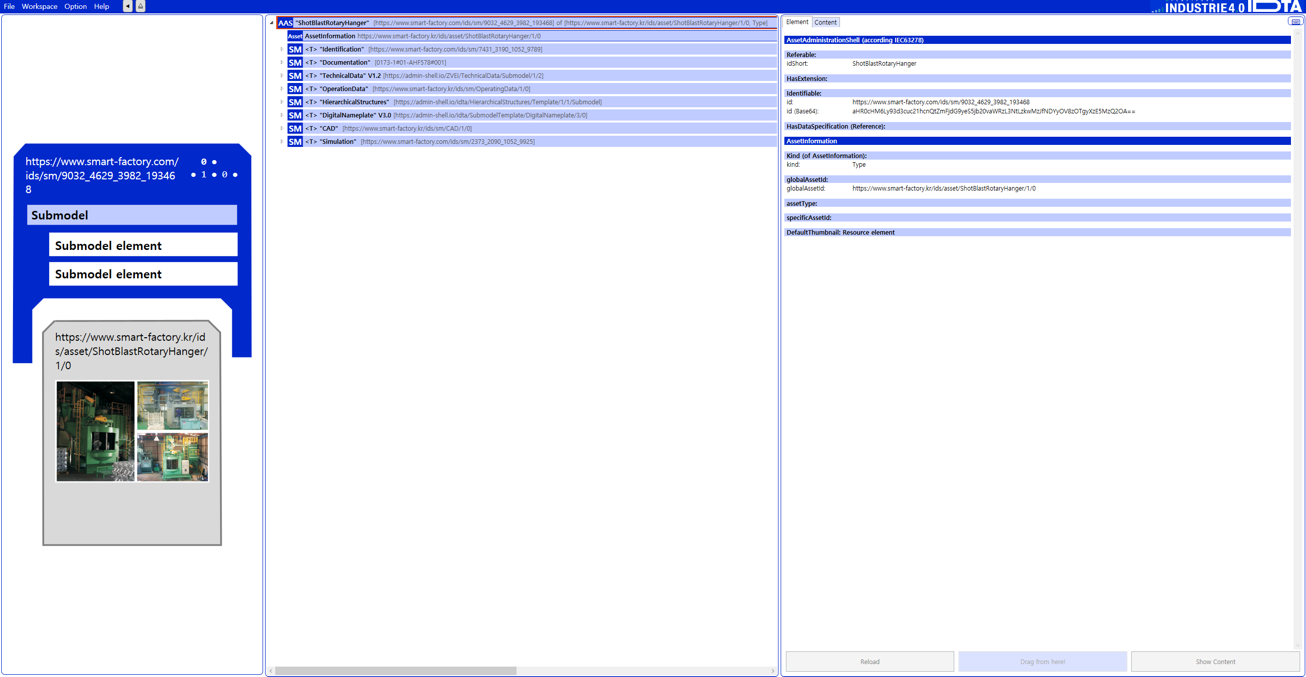 File Workspace Option Help
INDUSTRIE4.0 IDTA
https://www.smart-factory.com/
ids/sm/9032_4629_3982_19346
8
0
1 0
Submodel
Submodel element
Submodel element
https://www.smart-factory.kr/id
s/asset/ShotBlastRotaryHanger/
1/0
AAS "ShotBlastRotaryHanger" [https://www.smart-factory.com/ids/sm/9032_4629_3982_193468] of [https://www.smart-factory.kr/ids/asset/ShotBlastRotaryHanger/1/0, Type]
Asset AssetInformation https://www.smart-factory.kr/ids/asset/ShotBlastRotaryHanger/1/0
SM <T> "Identification" [https://www.smart-factory.com/ids/sm/7431_3190_1052_9789]
SM <T> "Documentation" [0173-1#01-AHF578#001]
SM <T> "TechnicalData" V1.2 [https://admin-shell.io/ZVEI/TechnicalData/Submodel/1/2]
SM <T> "OperationData" [https://www.smart-factory.kr/ids/sm/OperatingData/1/0]
SM <T> "HierarchicalStructures" [https://admin-shell.io/idta/HierarchicalStructures/Template/1/1/Submodel]
SM <T> "DigitalNameplate" V3.0 [https://admin-shell.io/idta/SubmodelTemplate/DigitalNameplate/3/0]
SM <T> "CAD" [https://www.smart-factory.kr/ids/sm/CAD/1/0]
SM <T> "Simulation" [https://www.smart-factory.com/ids/sm/2373_2090_1052_9925]
Element Content
AssetAdministrationShell (according IEC63278)
Referable:
idShort: ShotBlastRotaryHanger
HasExtension:
Identifiable:
id: https://www.smart-factory.com/ids/sm/9032_4629_3982_193468
id (Base64): aHR0cHM6Ly93d3cuc21hcnQtZmFjdG9yeS5jb20vaWRzL3NtLzkwMzJfNDYyOV8zOTgyXzE5MzQ2OA==
HasDataSpecification (Reference):
AssetInformation
Kind (of AssetInformation):
kind: Type
globalAssetId:
globalAssetId: https://www.smart-factory.kr/ids/asset/ShotBlastRotaryHanger/1/0
assetType:
specificAssetId:
DefaultThumbnail: Resource element
Reload Drag from here! Show Content